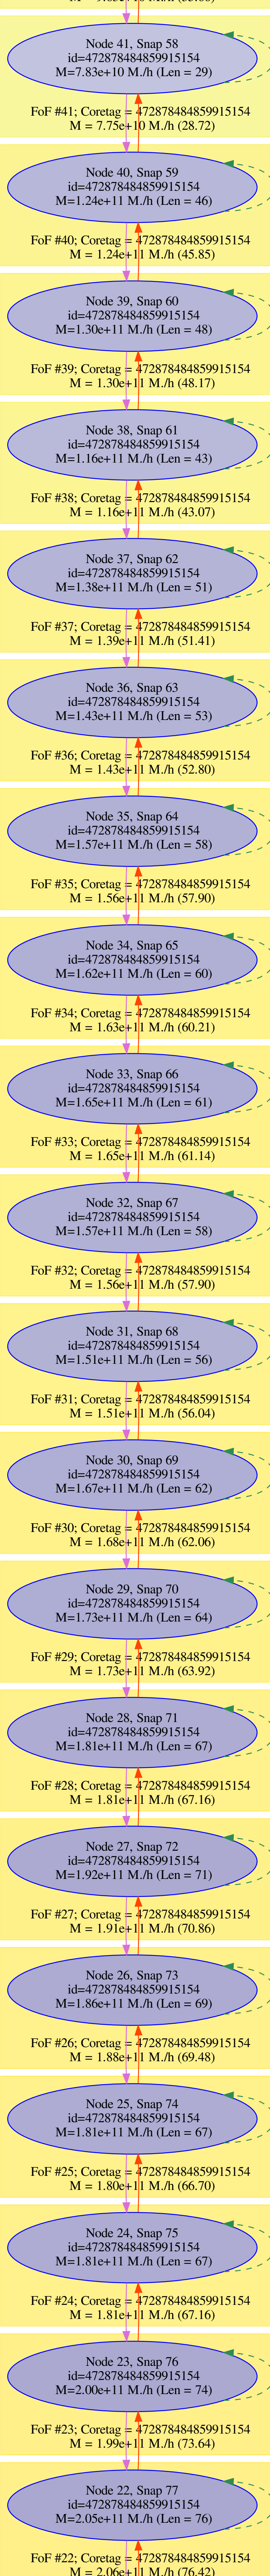 Node 41, Snap 58
id=472878484859915154
M=7.83e+10 M./h (Len = 29)
FoF #41; Coretag = 472878484859915154
M = 7.75e+10 M./h (28.72)
Node 40, Snap 59
id=472878484859915154
M=1.24e+11 M./h (Len = 46)
FoF #40; Coretag = 472878484859915154
M = 1.24e+11 M./h (45.85)
Node 39, Snap 60
id=472878484859915154
M=1.30e+11 M./h (Len = 48)
FoF #39; Coretag = 472878484859915154
M = 1.30e+11 M./h (48.17)
Node 38, Snap 61
id=472878484859915154
M=1.16e+11 M./h (Len = 43)
FoF #38; Coretag = 472878484859915154
M = 1.16e+11 M./h (43.07)
Node 37, Snap 62
id=472878484859915154
M=1.38e+11 M./h (Len = 51)
FoF #37; Coretag = 472878484859915154
M = 1.39e+11 M./h (51.41)
Node 36, Snap 63
id=472878484859915154
M=1.43e+11 M./h (Len = 53)
FoF #36; Coretag = 472878484859915154
M = 1.43e+11 M./h (52.80)
Node 35, Snap 64
id=472878484859915154
M=1.57e+11 M./h (Len = 58)
FoF #35; Coretag = 472878484859915154
M = 1.56e+11 M./h (57.90)
Node 34, Snap 65
id=472878484859915154
M=1.62e+11 M./h (Len = 60)
FoF #34; Coretag = 472878484859915154
M = 1.63e+11 M./h (60.21)
Node 33, Snap 66
id=472878484859915154
M=1.65e+11 M./h (Len = 61)
FoF #33; Coretag = 472878484859915154
M = 1.65e+11 M./h (61.14)
Node 32, Snap 67
id=472878484859915154
M=1.57e+11 M./h (Len = 58)
FoF #32; Coretag = 472878484859915154
M = 1.56e+11 M./h (57.90)
Node 31, Snap 68
id=472878484859915154
M=1.51e+11 M./h (Len = 56)
FoF #31; Coretag = 472878484859915154
M = 1.51e+11 M./h (56.04)
Node 30, Snap 69
id=472878484859915154
M=1.67e+11 M./h (Len = 62)
FoF #30; Coretag = 472878484859915154
M = 1.68e+11 M./h (62.06)
Node 29, Snap 70
id=472878484859915154
M=1.73e+11 M./h (Len = 64)
FoF #29; Coretag = 472878484859915154
M = 1.73e+11 M./h (63.92)
Node 28, Snap 71
id=472878484859915154
M=1.81e+11 M./h (Len = 67)
FoF #28; Coretag = 472878484859915154
M = 1.81e+11 M./h (67.16)
Node 27, Snap 72
id=472878484859915154
M=1.92e+11 M./h (Len = 71)
FoF #27; Coretag = 472878484859915154
M = 1.91e+11 M./h (70.86)
Node 26, Snap 73
id=472878484859915154
M=1.86e+11 M./h (Len = 69)
FoF #26; Coretag = 472878484859915154
M = 1.88e+11 M./h (69.48)
Node 25, Snap 74
id=472878484859915154
M=1.81e+11 M./h (Len = 67)
FoF #25; Coretag = 472878484859915154
M = 1.80e+11 M./h (66.70)
Node 24, Snap 75
id=472878484859915154
M=1.81e+11 M./h (Len = 67)
FoF #24; Coretag = 472878484859915154
M = 1.81e+11 M./h (67.16)
Node 23, Snap 76
id=472878484859915154
M=2.00e+11 M./h (Len = 74)
FoF #23; Coretag = 472878484859915154
M = 1.99e+11 M./h (73.64)
Node 22, Snap 77
id=472878484859915154
M=2.05e+11 M./h (Len = 76)
FoF #22; Coretag = 472878484859915154
M = 2.06e+11 M./h (76.42)